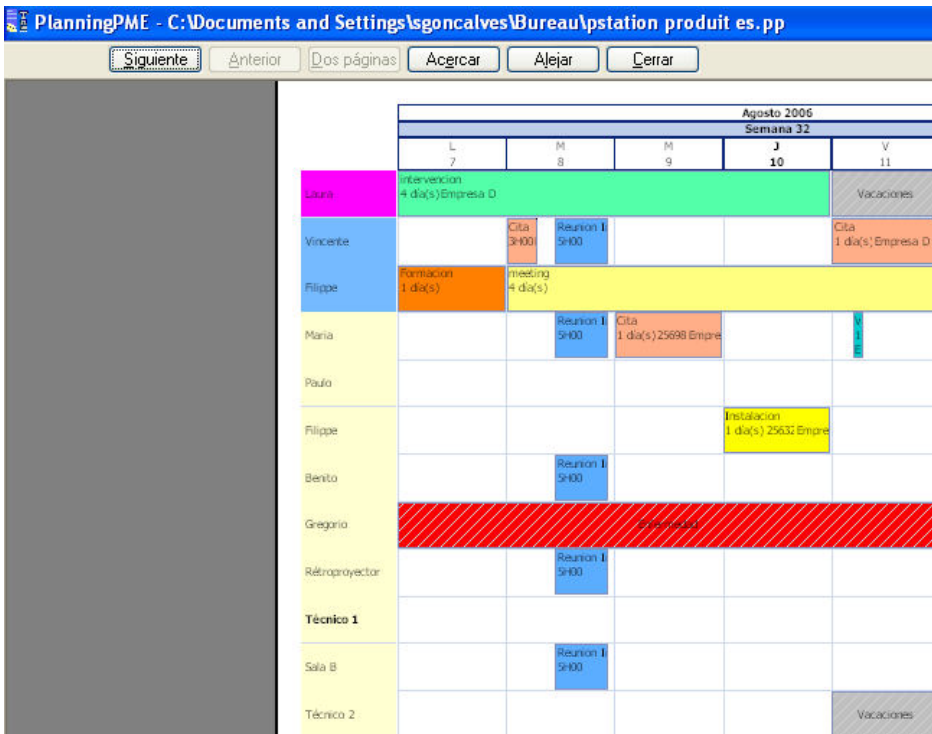 PlanningPME - C:\Documents and Settings\sgoncalves\Bureau\pstation produit es.pp
Siguiente Anterior Dos páginas Acercar Alejar Cerrar
Agosto 2006
Semana 32
L M M J V
7 8 9 10 11
Laura
intervencion
4 día(s) Empresa D
Vacaciones
Vincente
Cita
3H00
Reunion I
5H00
Cita
1 día(s) Empresa D
Filippe
Formacion
1 día(s)
meeting
4 día(s)
Maria
Reunion I
5H00
Cita
1 día(s) 25698 Empre
V
1
E
Paulo
Filippe
Instalacion
1 día(s) 25632 Empre
Benito
Reunion I
5H00
Gregorio
Enfermedad
Rétroproyector
Reunion I
5H00
Técnico 1
Sala B
Reunion I
5H00
Técnico 2
Vacaciones